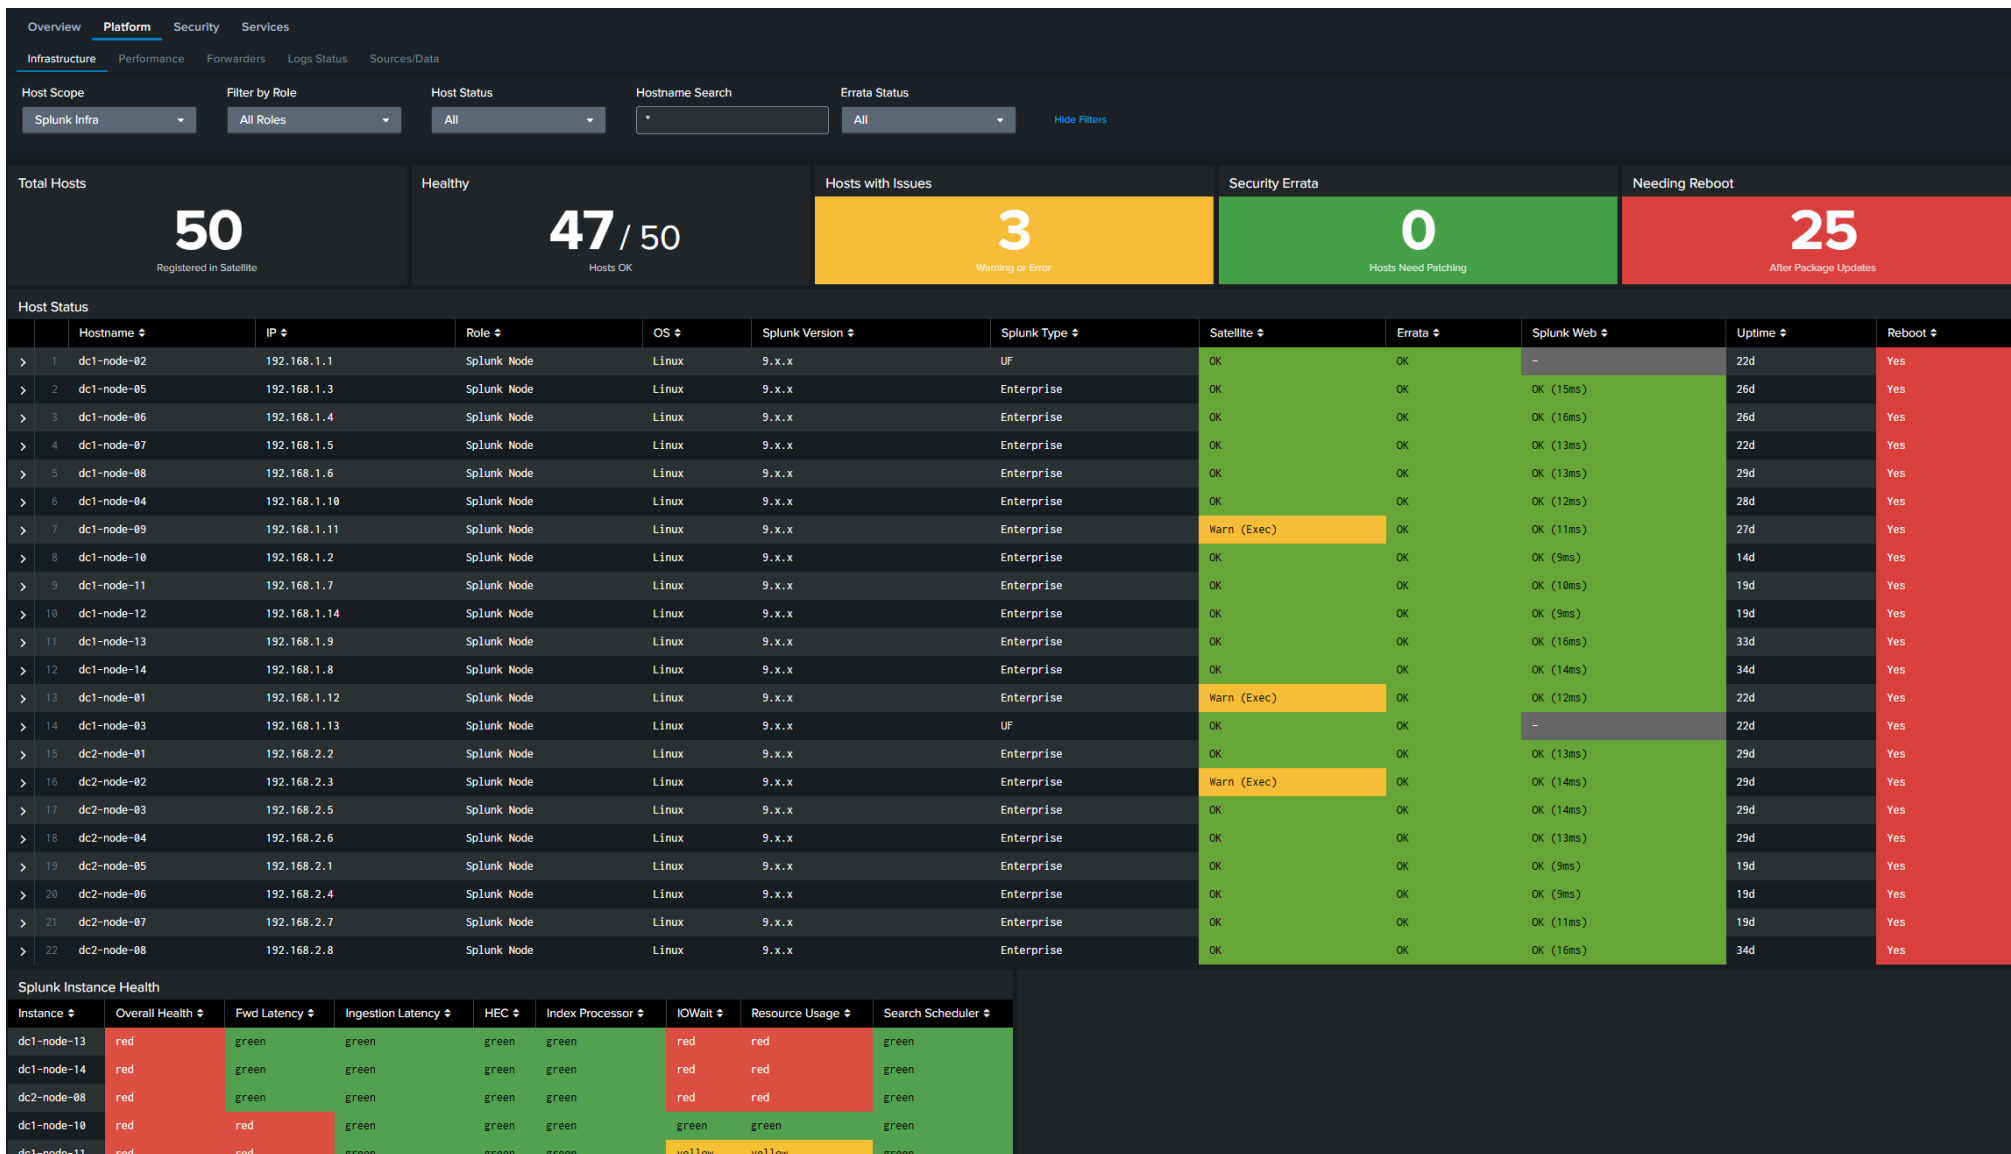 Overview Platform Security Services
Infrastructure Performance Forwarders Logs Status Sources/Data
Host Scope Filter by Role Host Status Hostname Search Errata Status
Splunk Infra All Roles All * All Hide Filters
Total Hosts Healthy Hosts with Issues Security Errata Needing Reboot
50 47 / 50 3 0 25
Registered in Satellite Hosts OK Warning or Error Hosts Need Patching After Package Updates
Host Status
Hostname IP Role OS Splunk Version Splunk Type Satellite Errata Splunk Web Uptime Reboot
1 dc1-node-02 192.168.1.1 Splunk Node Linux 9.x.x UF OK OK - 22d Yes
2 dc1-node-05 192.168.1.3 Splunk Node Linux 9.x.x Enterprise OK OK OK (15ms) 26d Yes
3 dc1-node-06 192.168.1.4 Splunk Node Linux 9.x.x Enterprise OK OK OK (16ms) 26d Yes
4 dc1-node-07 192.168.1.5 Splunk Node Linux 9.x.x Enterprise OK OK OK (13ms) 22d Yes
5 dc1-node-08 192.168.1.6 Splunk Node Linux 9.x.x Enterprise OK OK OK (13ms) 29d Yes
6 dc1-node-04 192.168.1.10 Splunk Node Linux 9.x.x Enterprise OK OK OK (12ms) 28d Yes
7 dc1-node-09 192.168.1.11 Splunk Node Linux 9.x.x Enterprise Warn (Exec) OK OK (11ms) 27d Yes
8 dc1-node-10 192.168.1.2 Splunk Node Linux 9.x.x Enterprise OK OK OK (9ms) 14d Yes
9 dc1-node-11 192.168.1.7 Splunk Node Linux 9.x.x Enterprise OK OK OK (10ms) 19d Yes
10 dc1-node-12 192.168.1.14 Splunk Node Linux 9.x.x Enterprise OK OK OK (9ms) 19d Yes
11 dc1-node-13 192.168.1.9 Splunk Node Linux 9.x.x Enterprise OK OK OK (16ms) 33d Yes
12 dc1-node-14 192.168.1.8 Splunk Node Linux 9.x.x Enterprise OK OK OK (14ms) 34d Yes
13 dc1-node-01 192.168.1.12 Splunk Node Linux 9.x.x Enterprise Warn (Exec) OK OK (12ms) 22d Yes
14 dc1-node-03 192.168.1.13 Splunk Node Linux 9.x.x UF OK OK - 22d Yes
15 dc2-node-01 192.168.2.2 Splunk Node Linux 9.x.x Enterprise OK OK OK (13ms) 29d Yes
16 dc2-node-02 192.168.2.3 Splunk Node Linux 9.x.x Enterprise Warn (Exec) OK OK (14ms) 29d Yes
17 dc2-node-03 192.168.2.5 Splunk Node Linux 9.x.x Enterprise OK OK OK (14ms) 29d Yes
18 dc2-node-04 192.168.2.6 Splunk Node Linux 9.x.x Enterprise OK OK OK (13ms) 29d Yes
19 dc2-node-05 192.168.2.1 Splunk Node Linux 9.x.x Enterprise OK OK OK (9ms) 19d Yes
20 dc2-node-06 192.168.2.4 Splunk Node Linux 9.x.x Enterprise OK OK OK (9ms) 19d Yes
21 dc2-node-07 192.168.2.7 Splunk Node Linux 9.x.x Enterprise OK OK OK (11ms) 19d Yes
22 dc2-node-08 192.168.2.8 Splunk Node Linux 9.x.x Enterprise OK OK OK (16ms) 34d Yes
Splunk Instance Health
Instance Overall Health Fwd Latency Ingestion Latency HEC Index Processor IOWait Resource Usage Search Scheduler
dc1-node-13 red green green green green red red green
dc1-node-14 red green green green green red red green
dc2-node-08 red green green green green red red green
dc1-node-10 red red green green green green green green
dc1-node-11 red red green green green yellow yellow green